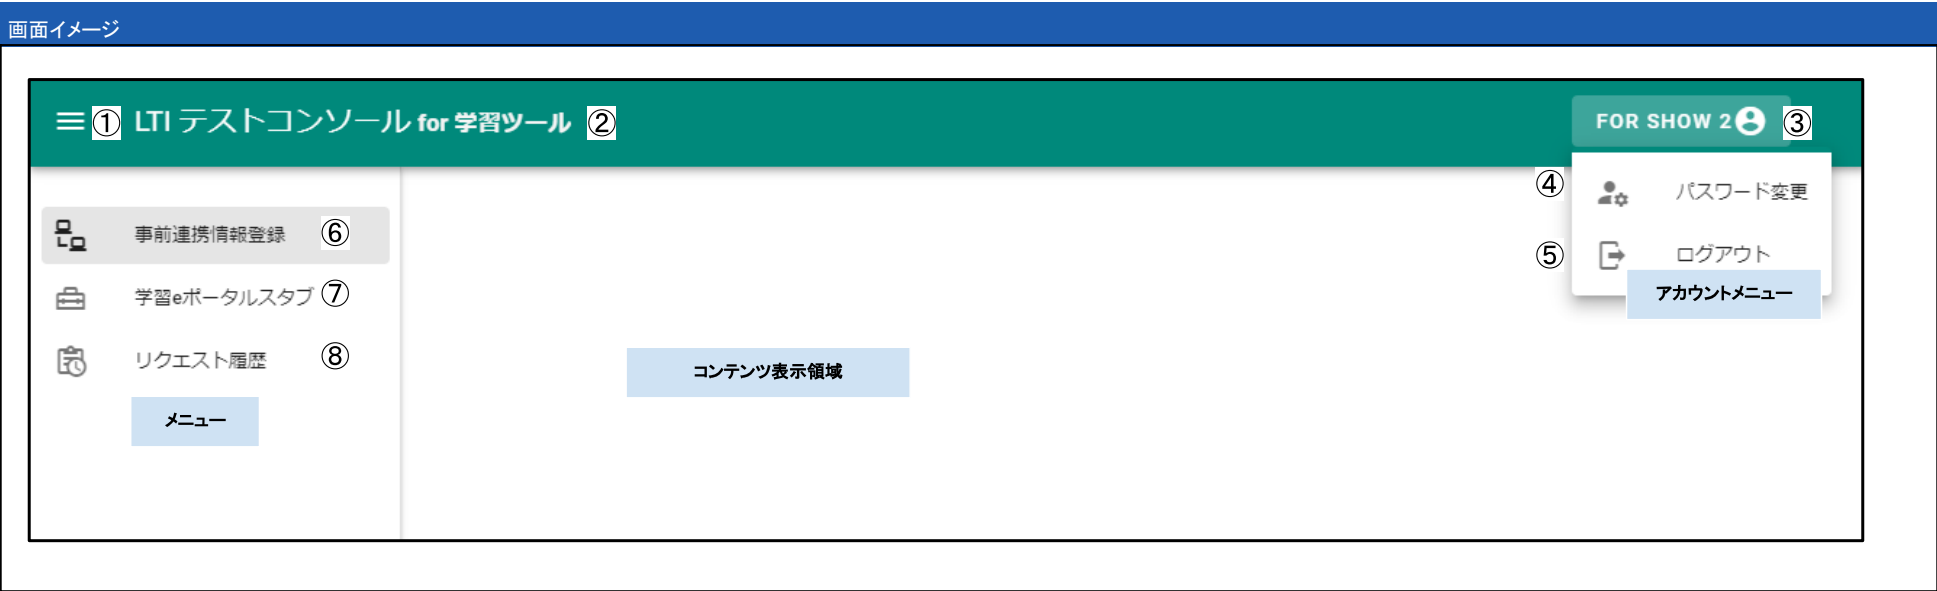 画面イメージ
① LTI テストコンソール for 学習ツール ②
FOR SHOW 2 ③
④ パスワード変更
⑤ ログアウト
アカウントメニュー
事前連携情報登録 ⑥
学習eポータルスタブ ⑦
リクエスト履歴 ⑧
メニュー
コンテンツ表示領域